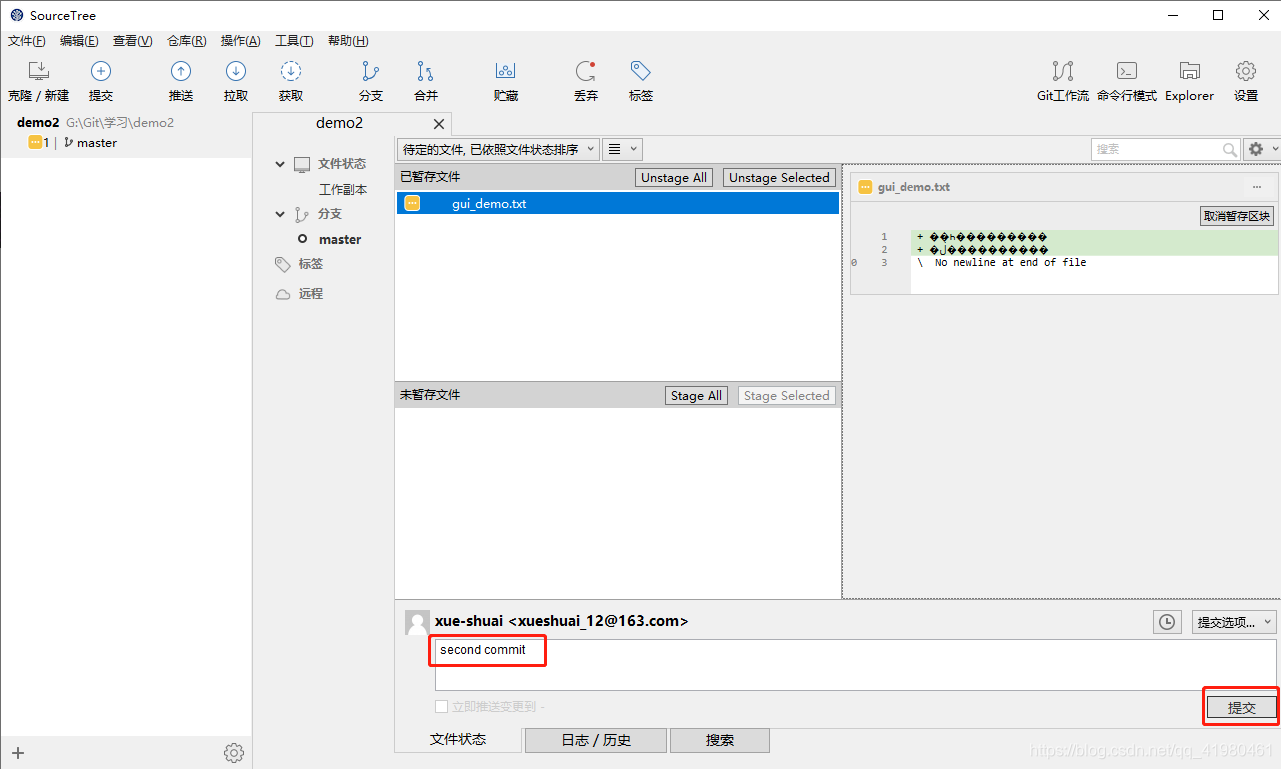 SourceTree
文件(F) 编辑(E) 查看(V) 仓库(R) 操作(A) 工具(T) 帮助(H)
克隆 / 新建 提交 推送 拉取 获取 分支 合并 贮藏 丢弃 标签 Git工作流 命令行模式 Explorer 设置
demo2 G:\Git\学习\demo2
1 master
demo2
文件状态
工作副本
分支
master
标签
远程
待定的文件, 已依照文件状态排序
搜索
已暂存文件 Unstage All Unstage Selected
gui_demo.txt
未暂存文件 Stage All Stage Selected
gui_demo.txt
取消暂存区块
1 + ��h���������
2 + �ڶ����������
0 3 \ No newline at end of file
xue-shuai <xueshuai_12@163.com>
提交选项...
second commit
立即推送变更到 -
提交
文件状态 日志 / 历史 搜索
https://blog.csdn.net/qq_41980461